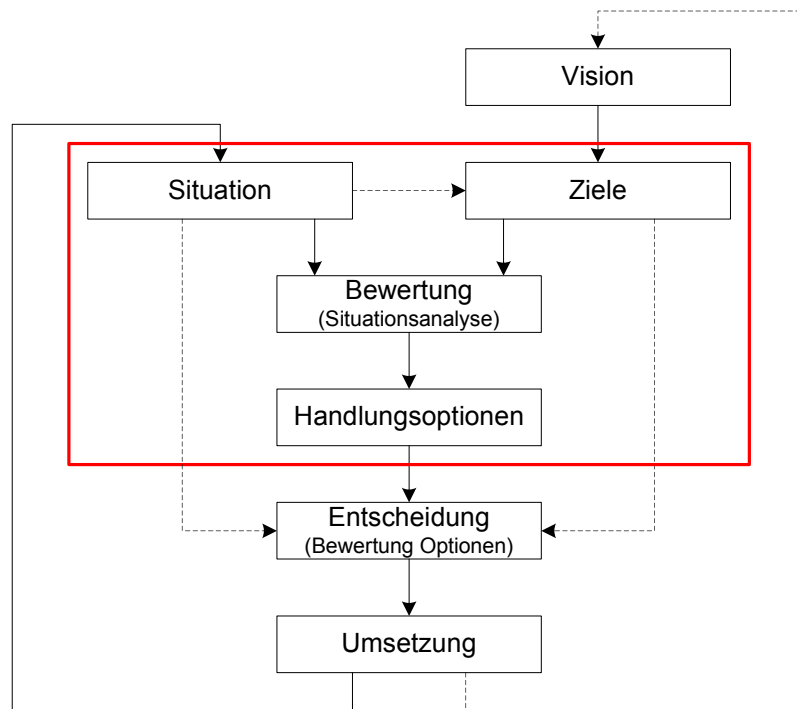 Vision
Situation
Ziele
Bewertung
(Situationsanalyse)
Handlungsoptionen
Entscheidung
(Bewertung Optionen)
Umsetzung